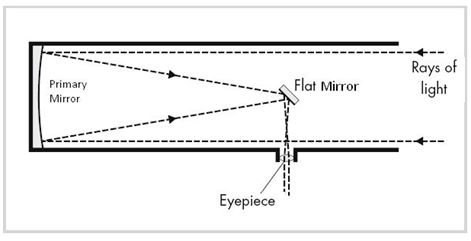 Rays of
light
Primary
Mirror
Flat Mirror
Eyepiece